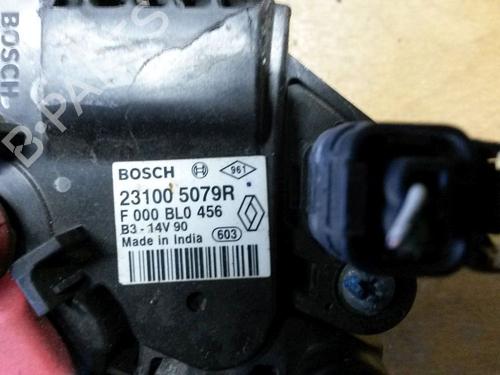 BOSCH
B-PARTS
BOSCH 961
23100 5079R
F 000 BL0 456
B3 - 14V 90
Made in India 603